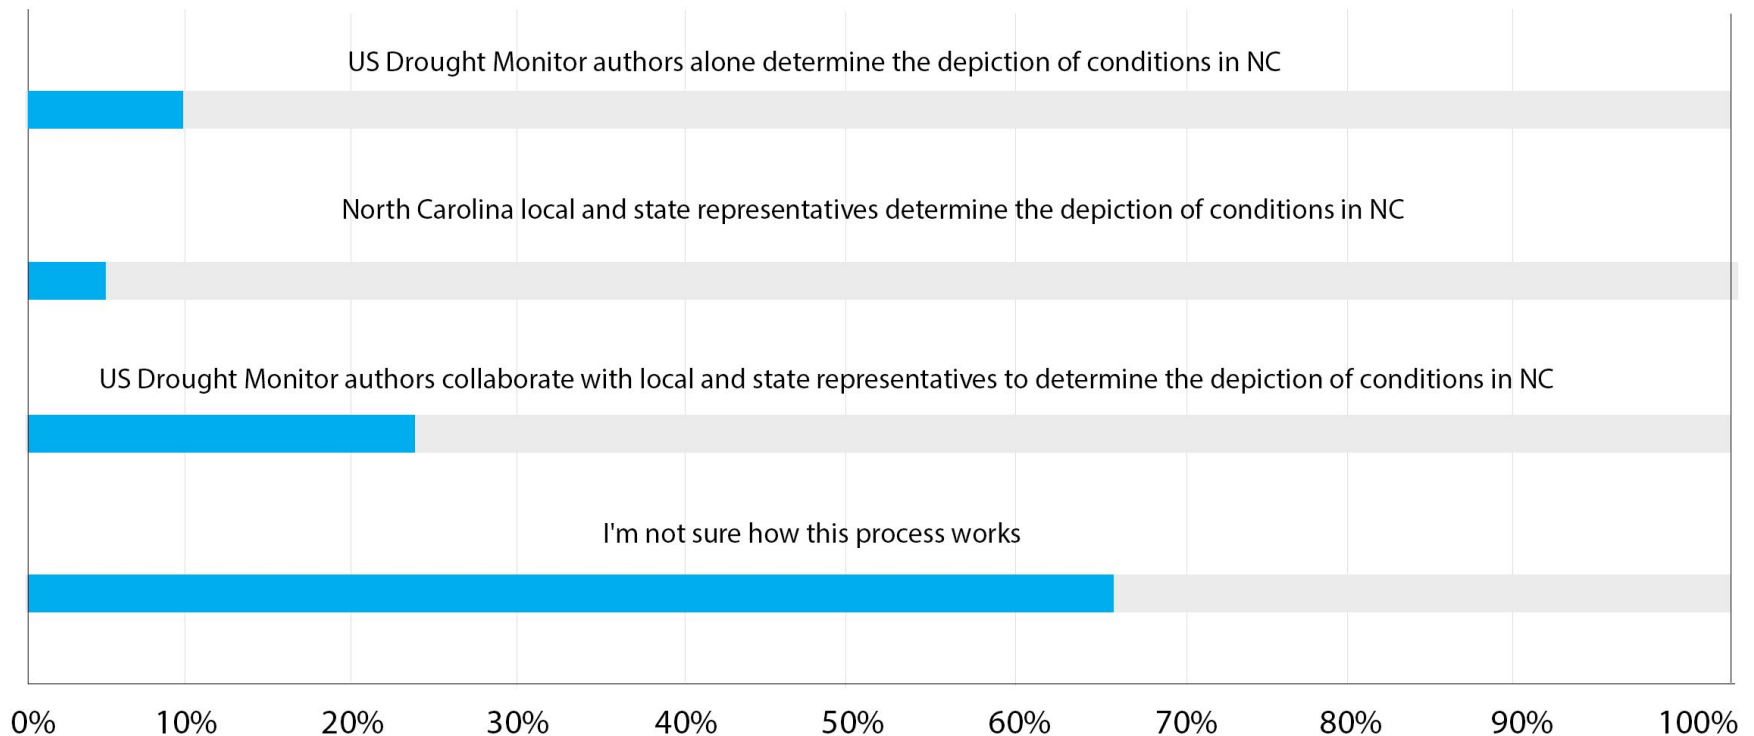 US Drought Monitor authors alone determine the depiction of conditions in NC
North Carolina local and state representatives determine the depiction of conditions in NC
US Drought Monitor authors collaborate with local and state representatives to determine the depiction of conditions in NC
I'm not sure how this process works
0% 10% 20% 30% 40% 50% 60% 70% 80% 90% 100%